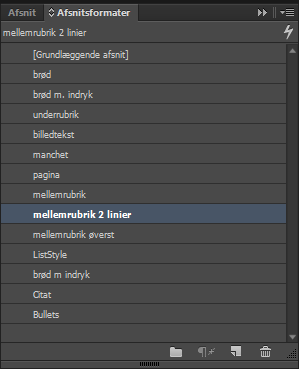 Afsnit Afsnitsformater
mellemrubrik 2 linier
[Grundlæggende afsnit]
brød
brød m. indryk
underrubrik
billedtekst
manchet
pagina
mellemrubrik
mellemrubrik 2 linier
mellemrubrik øverst
ListStyle
brød m indryk
Citat
Bullets